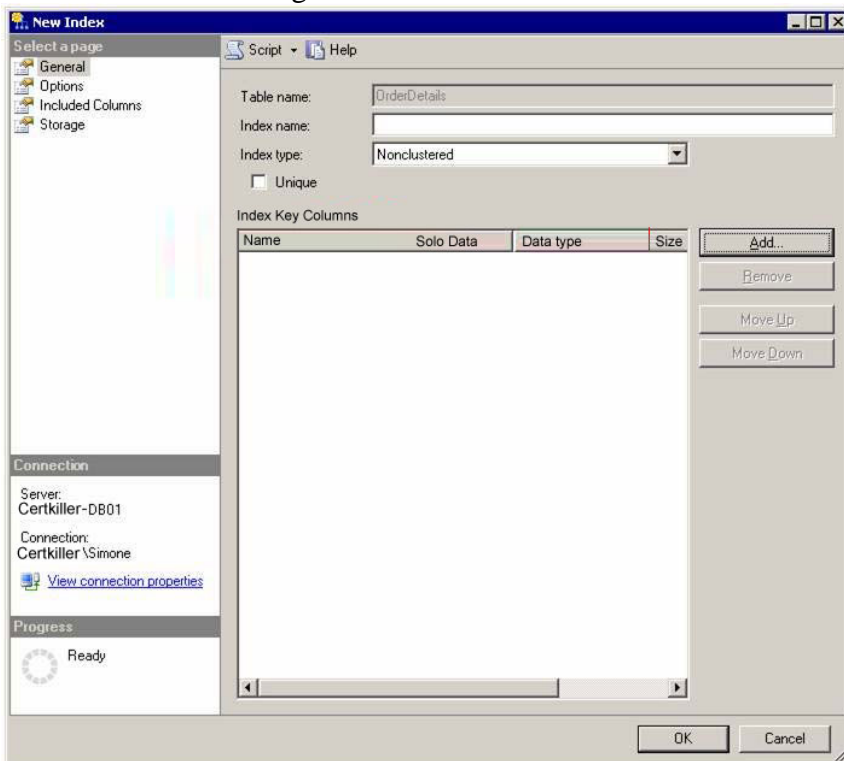 New Index
Select a page
General
Options
Included Columns
Storage
Script Help
Table name: OrderDetails
Index name:
Index type: Nonclustered
Unique
Index Key Columns
Name Solo Data Data type Size
Add...
Remove
Move Up
Move Down
Connection
Server:
Certkiller-DB01
Connection:
Certkiller\Simone
View connection properties
Progress
Ready
OK Cancel